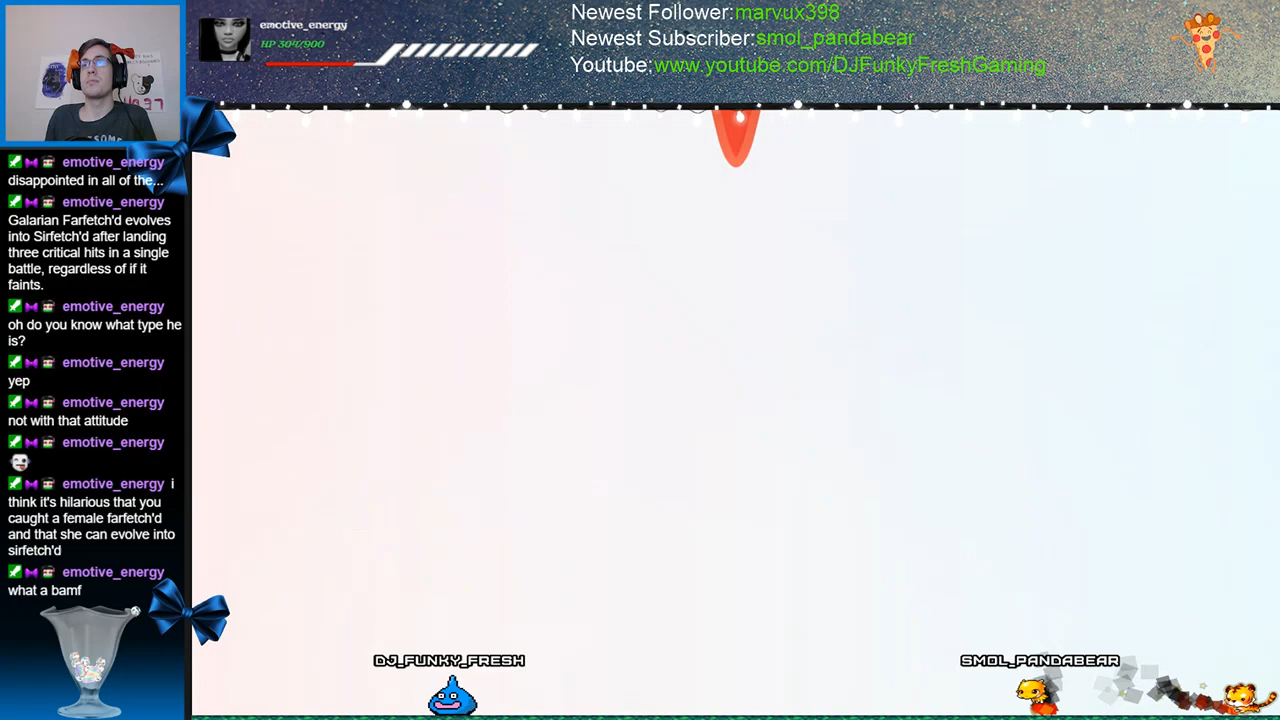 emotive_energy
HP 304/900
Newest Follower:marvux398
Newest Subscriber:smol_pandabear
Youtube;www.youtube.com/DJFunkyFreshGaming
emotive_energy
disappointed in all of the...
emotive_energy
Galarian Farfetch'd evolves
into Sirfetch'd after landing
three critical hits in a single
battle, regardless of if it
faints.
emotive_energy
oh do you know what type he
is?
emotive_energy
yep
emotive_energy
not with that attitude
emotive_energy
emotive_energy i
think it's hilarious that you
caught a female farfetch'd
and that she can evolve into
sirfetch'd
emotive_energy
what a bamf
DJ_FUNKY_FRESH
SMOL_PANDABEAR